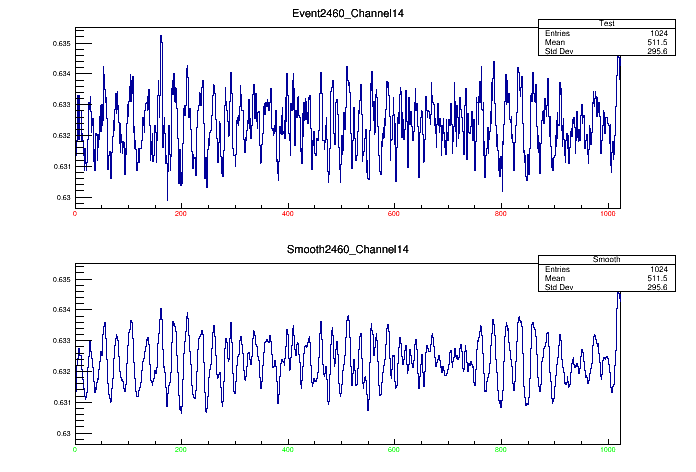 Event2460_Channel14
Test
Entries 1024
Mean 511.5
Std Dev 295.6
0.635
0.634
0.633
0.632
0.631
0.63
0 200 400 600 800 1000
Smooth2460_Channel14
Smooth
Entries 1024
Mean 511.5
Std Dev 295.6
0.635
0.634
0.633
0.632
0.631
0.63
0 200 400 600 800 1000